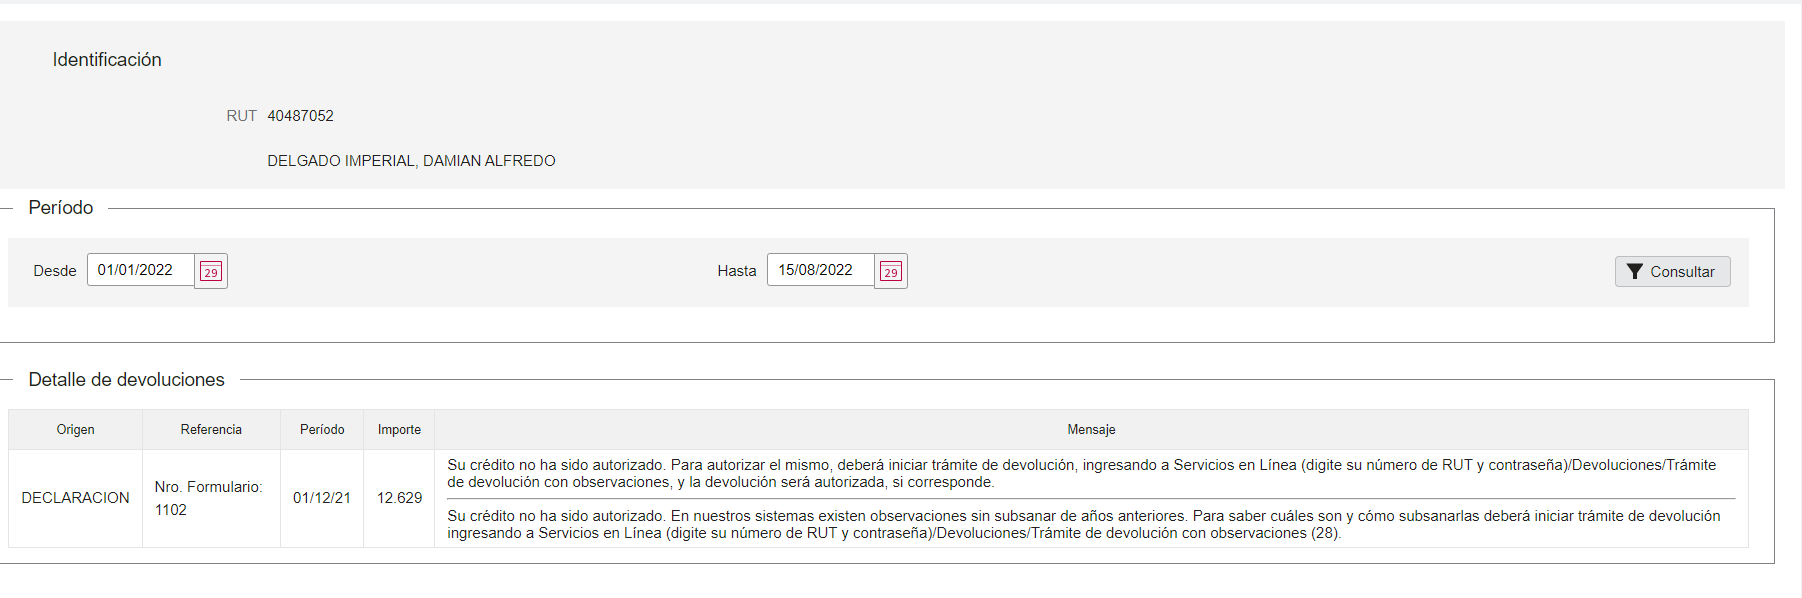 Identificación
RUT 40487052
DELGADO IMPERIAL, DAMIAN ALFREDO
Período
Desde 01/01/2022 29 Hasta 15/08/2022 29 Consultar
Detalle de devoluciones
Origen Referencia Período Importe Mensaje
DECLARACION
Nro. Formulario:
1102
01/12/21
12.629
Su crédito no ha sido autorizado. Para autorizar el mismo, deberá iniciar trámite de devolución, ingresando a Servicios en Línea (digite su número de RUT y contraseña)/Devoluciones/Trámite
de devolución con observaciones, y la devolución será autorizada, si corresponde.
Su crédito no ha sido autorizado. En nuestros sistemas existen observaciones sin subsanar de años anteriores. Para saber cuáles son y cómo subsanarlas deberá iniciar trámite de devolución
ingresando a Servicios en Línea (digite su número de RUT y contraseña)/Devoluciones/Trámite de devolución con observaciones (28).